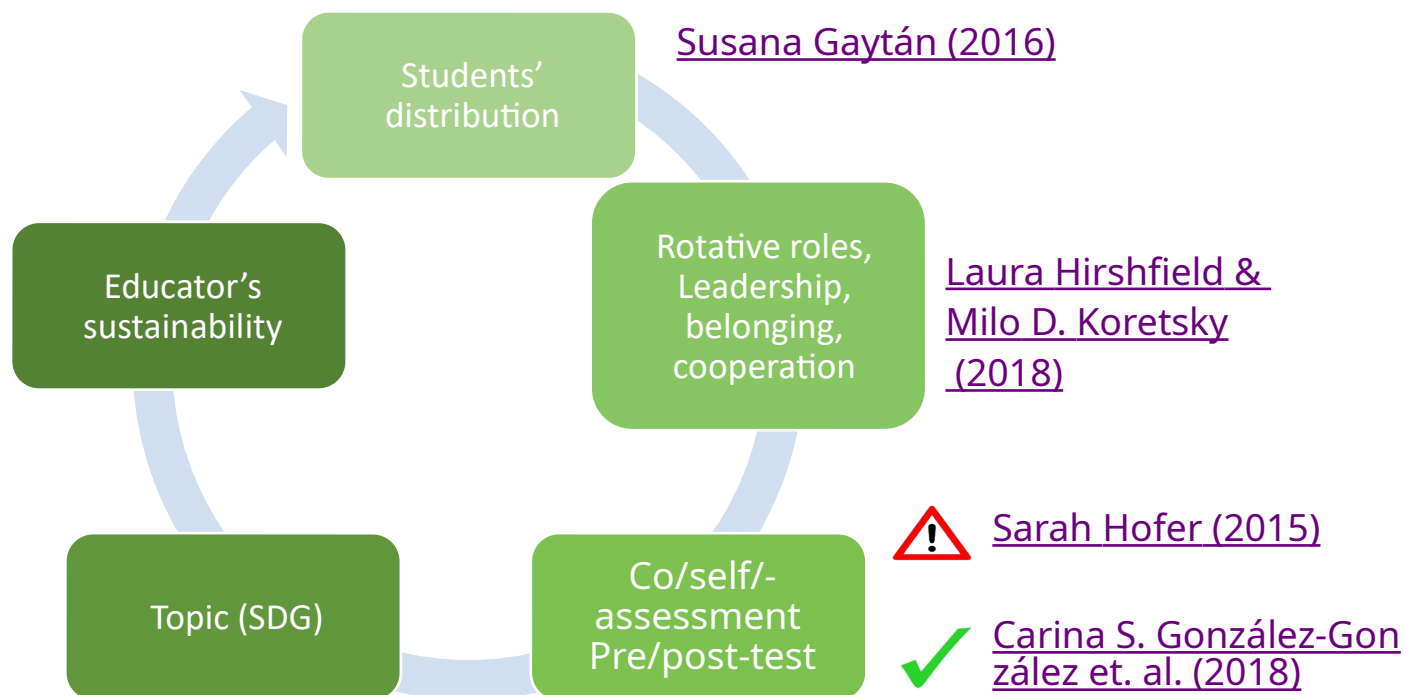 Susana Gaytán (2016)
Students’
distribution
Rotative roles,
Leadership,
belonging,
cooperation
Laura Hirshfield &
Milo D. Koretsky
(2018)
Educator’s
sustainability
!
Sarah Hofer (2015)
Co/self/-
assessment
Pre/post-test
Topic (SDG)
Carina S. González-Gon
zález et. al. (2018)